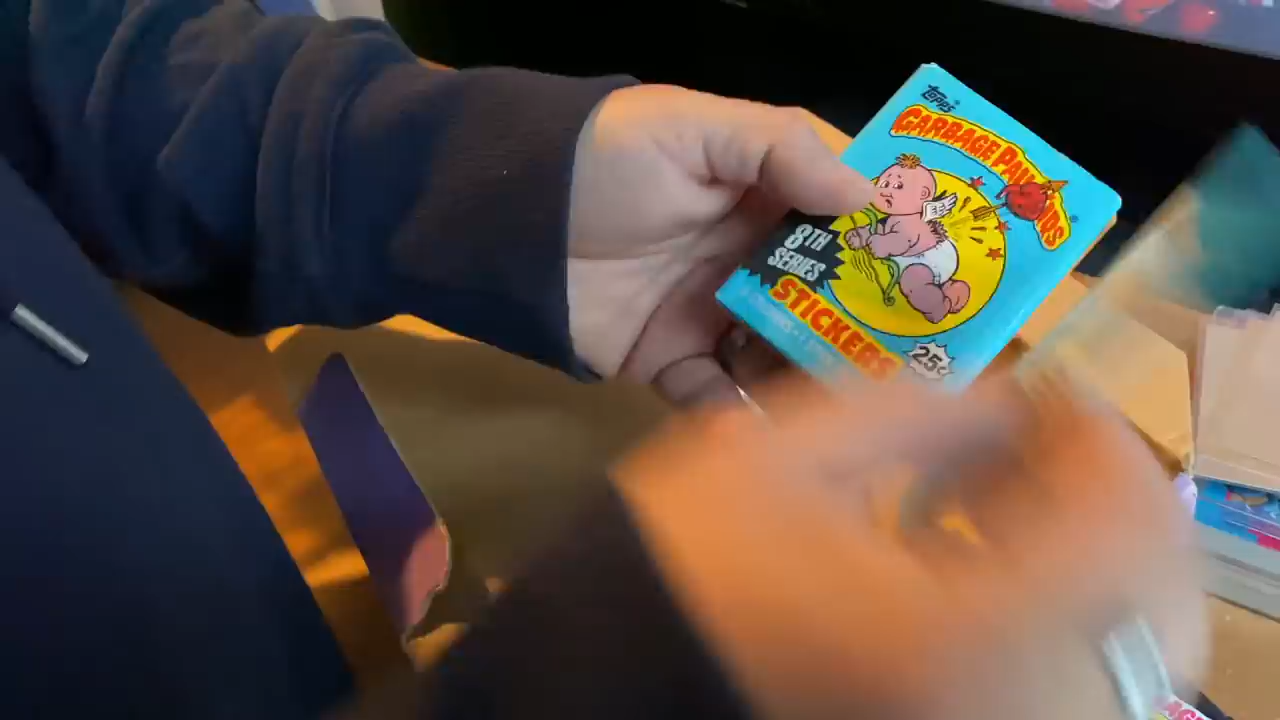 TOPPS®
GARBAGE PAIL KIDS®
8TH
SERIES
STICKERS
25¢